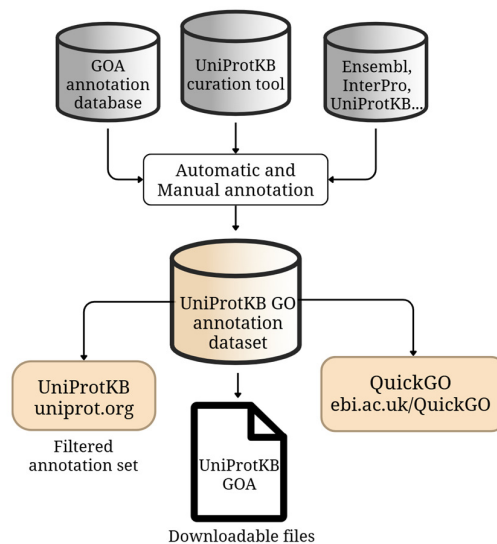 GOA
annotation
database
UniProtKB
curation tool
Ensembl,
InterPro,
UniProtKB...
Automatic and
Manual annotation
UniProtKB GO
annotation
dataset
UniProtKB
uniprot.org
Filtered
annotation set
QuickGO
ebi.ac.uk/QuickGO
UniProtKB
GOA
Downloadable files